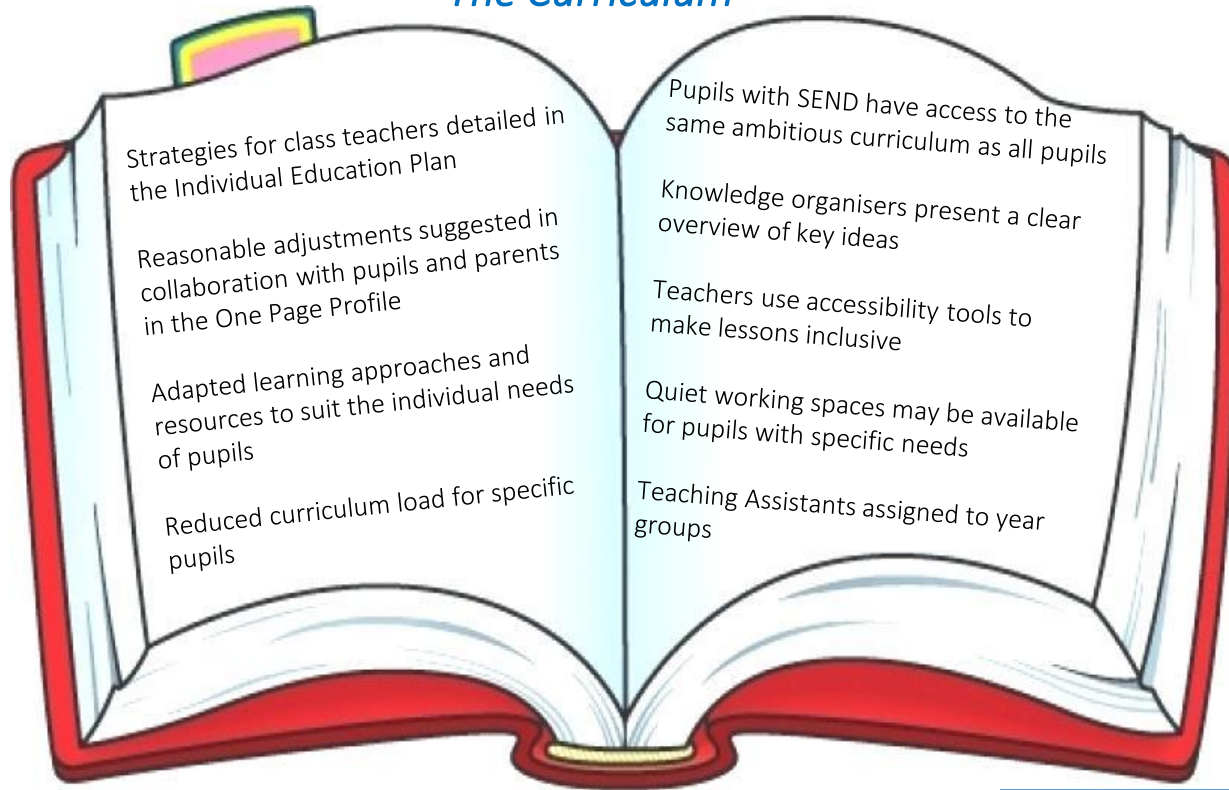 The Curriculum
Strategies for class teachers detailed in
the Individual Education Plan
Reasonable adjustments suggested in
collaboration with pupils and parents
in the One Page Profile
Adapted learning approaches and
resources to suit the individual needs
of pupils
Reduced curriculum load for specific
pupils
Pupils with SEND have access to the
same ambitious curriculum as all pupils
Knowledge organisers present a clear
overview of key ideas
Teachers use accessibility tools to
make lessons inclusive
Quiet working spaces may be available
for pupils with specific needs
Teaching Assistants assigned to year
groups